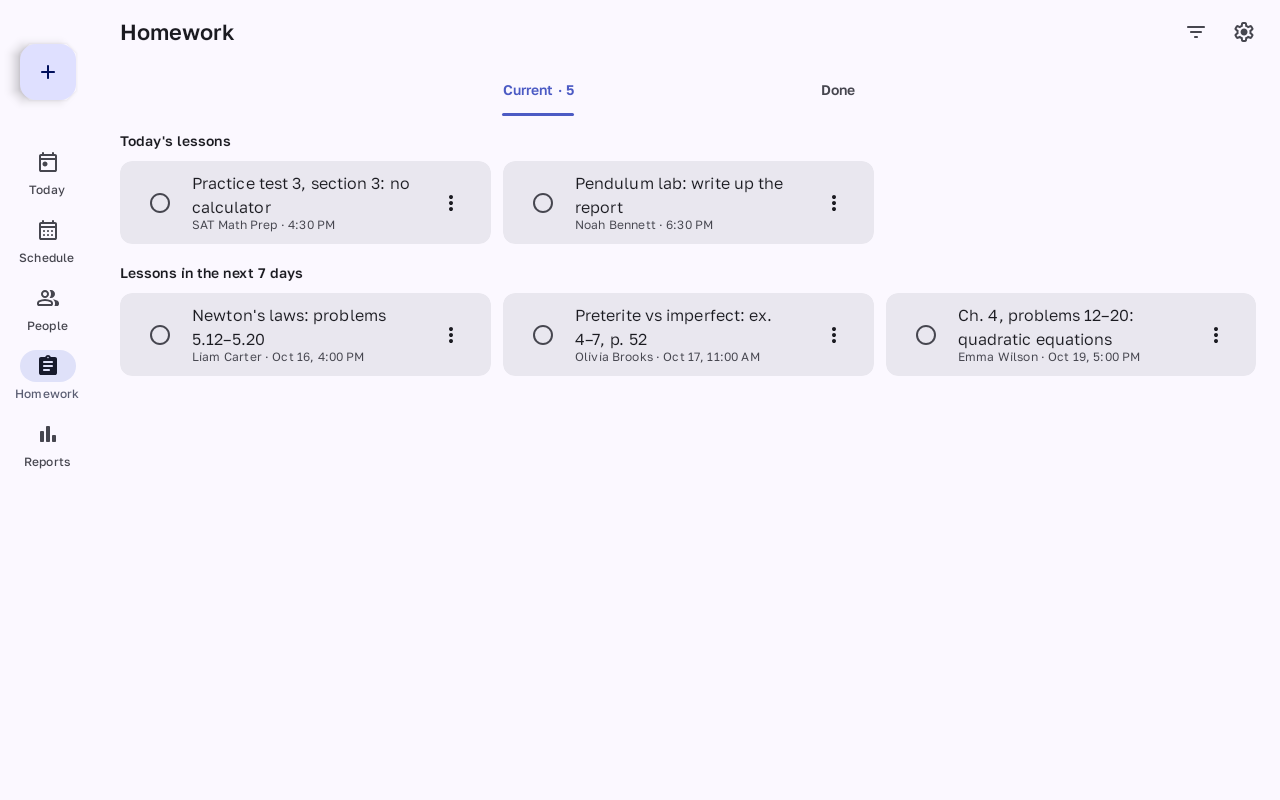 Homework
Current · 5
Done
Today
Schedule
People
Homework
Reports
Today's lessons
Practice test 3, section 3: no
calculator
SAT Math Prep · 4:30 PM
Pendulum lab: write up the
report
Noah Bennett · 6:30 PM
Lessons in the next 7 days
Newton's laws: problems
5.12–5.20
Liam Carter · Oct 16, 4:00 PM
Preterite vs imperfect: ex.
4–7, p. 52
Olivia Brooks · Oct 17, 11:00 AM
Ch. 4, problems 12–20:
quadratic equations
Emma Wilson · Oct 19, 5:00 PM